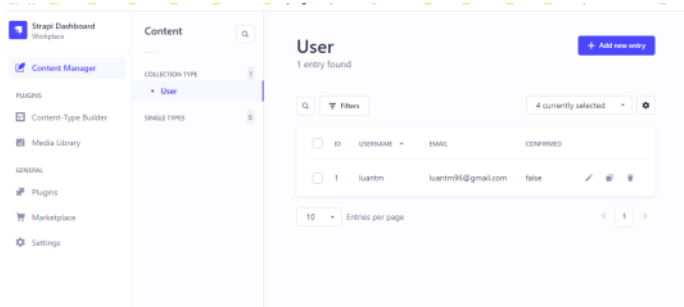 Strapi Dashboard
Workplace
Content Manager
PLUGINS
Content-Type Builder
Media Library
GENERAL
Plugins
Marketplace
Settings
Content
COLLECTION TYPE 1
User
SINGLE TYPES 0
User
1 entry found
+ Add new entry
Filters
4 currently selected
ID USERNAME EMAIL CONFIRMED
1 luantm luantm96@gmail.com false
10 Entries per page
< 1 >